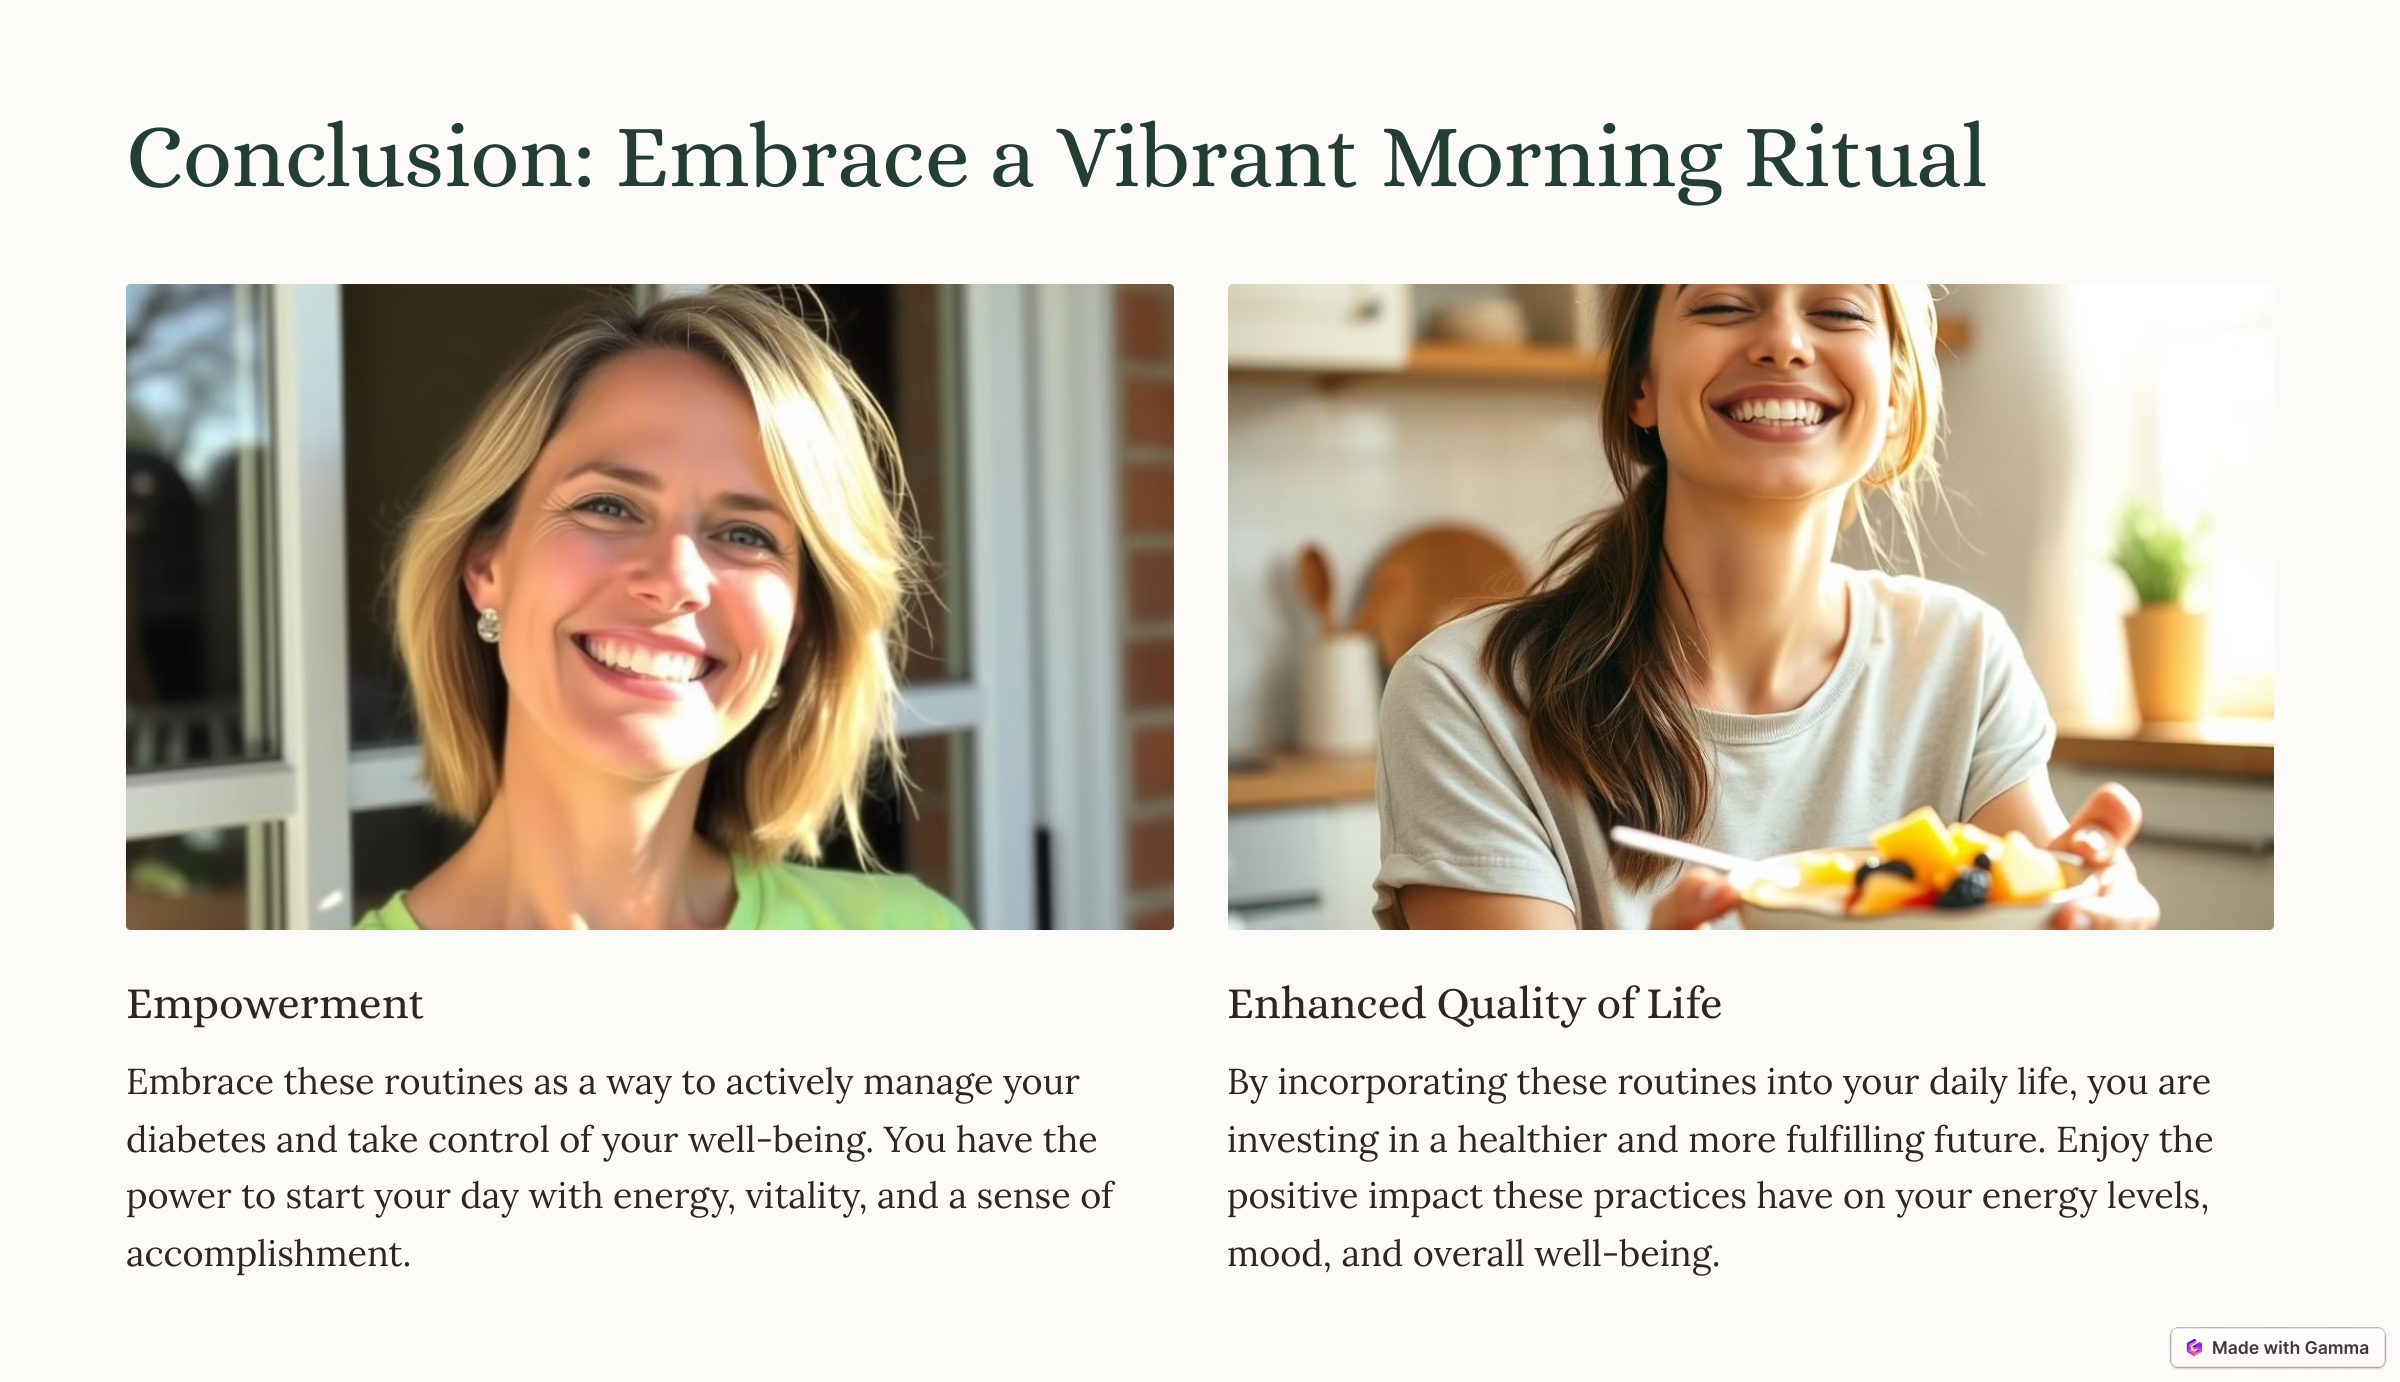 Conclusion: Embrace a Vibrant Morning Ritual
Empowerment
Embrace these routines as a way to actively manage your
diabetes and take control of your well-being. You have the
power to start your day with energy, vitality, and a sense of
accomplishment.
Enhanced Quality of Life
By incorporating these routines into your daily life, you are
investing in a healthier and more fulfilling future. Enjoy the
positive impact these practices have on your energy levels,
mood, and overall well-being.
Made with Gamma